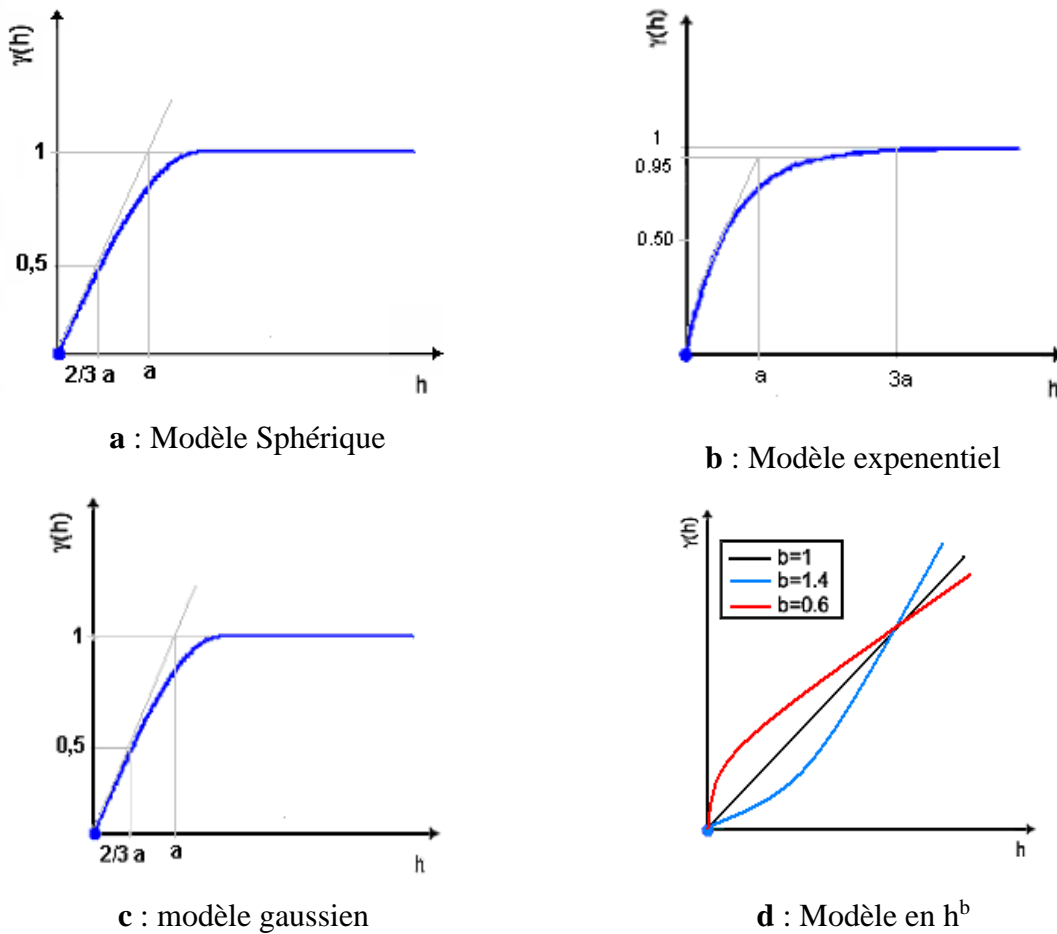 γ(h)
1
0,5
2/3 a
a
h
a : Modèle Sphérique
γ(h)
1
0.95
0.50
a
3a
h
b : Modèle expenentiel
γ(h)
1
0,5
2/3 a
a
h
c : modèle gaussien
γ(h)
b=1
b=1.4
b=0.6
h
d : Modèle en h^b